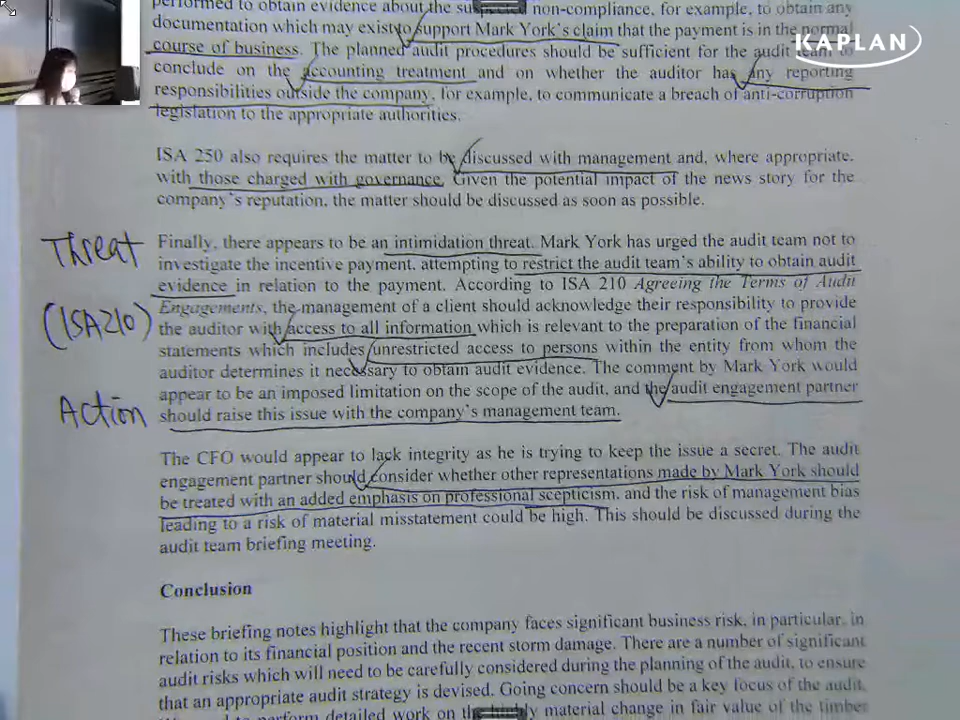 performed to obtain evidence about the suspected non-compliance, for example, to obtain any
documentation which may exist to support Mark York's claim that the payment is in the normal
KAPLAN
course of business. The planned audit procedures should be sufficient for the audit team to
conclude on the accounting treatment and on whether the auditor has any reporting
responsibilities outside the company, for example, to communicate a breach of anti-corruption
legislation to the appropriate authorities.
ISA 250 also requires the matter to be discussed with management and, where appropriate,
with those charged with governance. Given the potential impact of the news story for the
company's reputation, the matter should be discussed as soon as possible.
Threat
Finally, there appears to be an intimidation threat. Mark York has urged the audit team not to
investigate the incentive payment, attempting to restrict the audit team's ability to obtain audit
evidence in relation to the payment. According to ISA 210 Agreeing the Terms of Audit
Engagements, the management of a client should acknowledge their responsibility to provide
(ISA210)
the auditor with access to all information which is relevant to the preparation of the financial
statements which includes unrestricted access to persons within the entity from whom the
auditor determines it necessary to obtain audit evidence. The comment by Mark York would
appear to be an imposed limitation on the scope of the audit, and the audit engagement partner
Action
should raise this issue with the company's management team.
The CFO would appear to lack integrity as he is trying to keep the issue a secret. The audit
engagement partner should consider whether other representations made by Mark York should
be treated with an added emphasis on professional scepticism, and the risk of management bias
leading to a risk of material misstatement could be high. This should be discussed during the
audit team briefing meeting.
Conclusion
These briefing notes highlight that the company faces significant business risk, in particular, in
relation to its financial position and the recent storm damage. There are a number of significant
audit risks which will need to be carefully considered during the planning of the audit, to ensure
that an appropriate audit strategy is devised. Going concern should be a key focus of the audit.
to perform detailed work on the highly material change in fair value of the timber